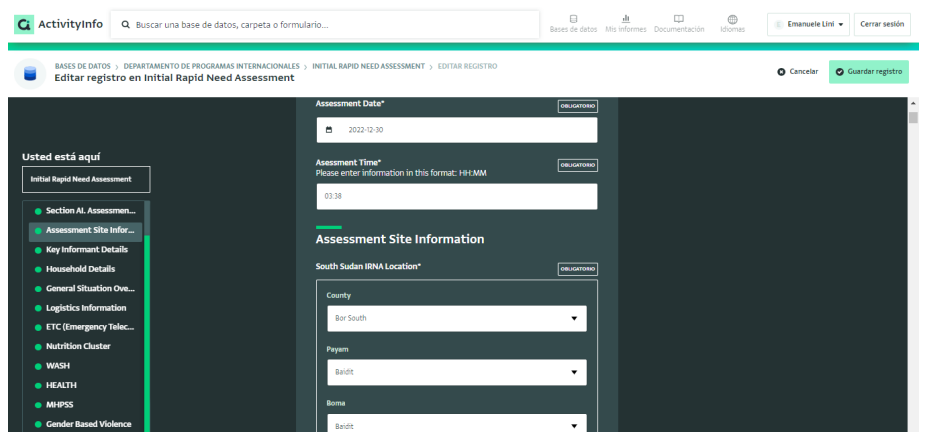 ActivityInfo
Buscar una base de datos, carpeta o formulario...
Bases de datos
Mis informes
Documentación
Idiomas
Emanuele Lini
Cerrar sesión
BASES DE DATOS > DEPARTAMENTO DE PROGRAMAS INTERNACIONALES > INITIAL RAPID NEED ASSESSMENT > EDITAR REGISTRO
Editar registro en Initial Rapid Need Assessment
Cancelar
Guardar registro
Usted está aquí
Initial Rapid Need Assessment
Section AI. Assessmen...
Assessment Site Infor...
Key Informant Details
Household Details
General Situation Ove...
Logistics Information
ETC (Emergency Telec...
Nutrition Cluster
WASH
HEALTH
MHPSS
Gender Based Violence
Assessment Date*
OBLIGATORIO
2022-12-30
Asessment Time*
OBLIGATORIO
Please enter information in this format: HH:MM
03:38
Assessment Site Information
South Sudan IRNA Location*
OBLIGATORIO
County
Bor South
Payam
Baidit
Boma
Baidit